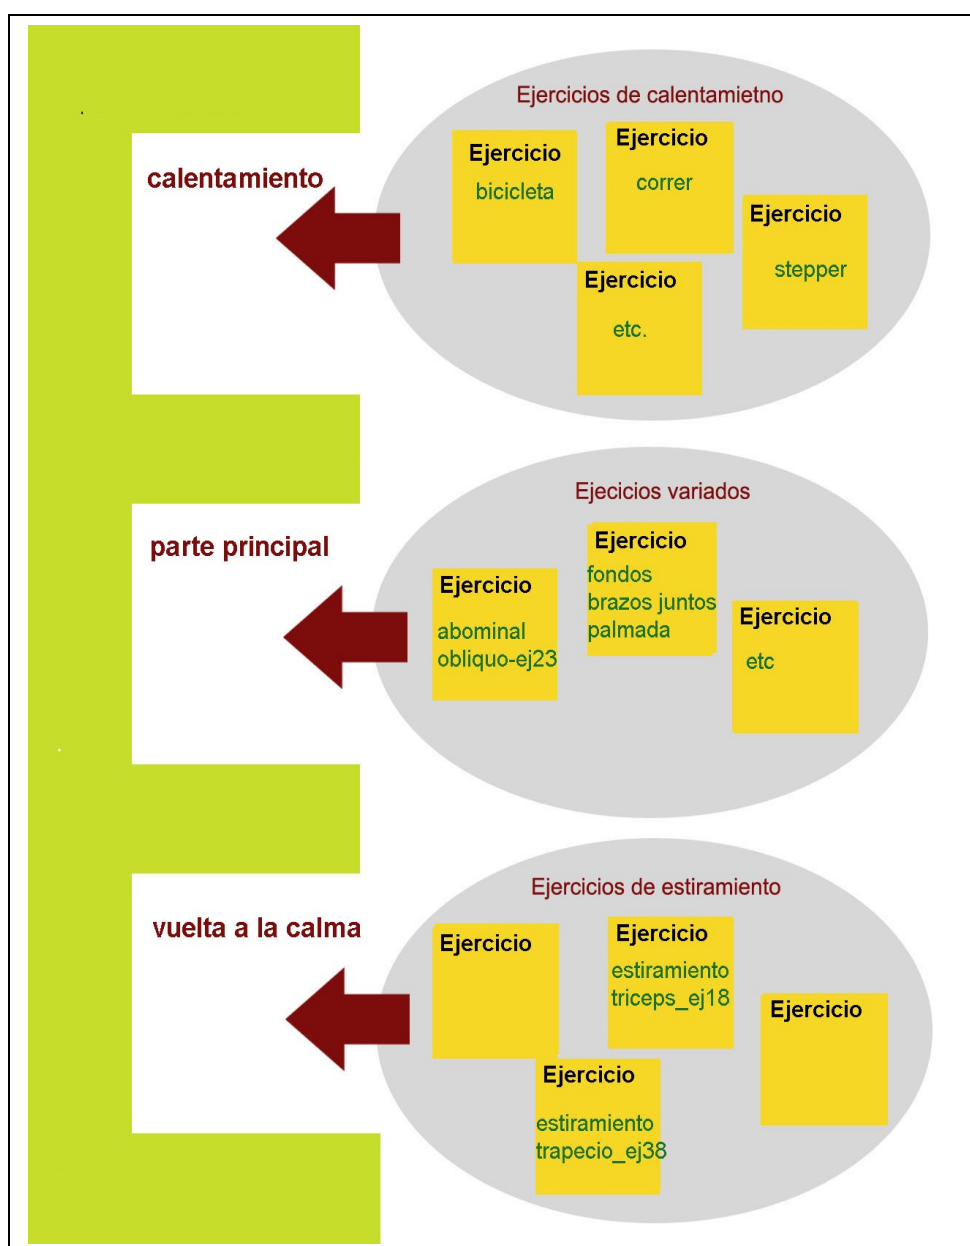 Ejercicios de calentamietno
calentamiento
Ejercicio
bicicleta
Ejercicio
correr
Ejercicio
stepper
Ejercicio
etc.
Ejecicios variados
parte principal
Ejercicio
abominal
obliquo-ej23
Ejercicio
fondos
brazos juntos
palmada
Ejercicio
etc
Ejercicios de estiramiento
vuelta a la calma
Ejercicio
Ejercicio
estiramiento
triceps_ej18
Ejercicio
Ejercicio
estiramiento
trapecio_ej38